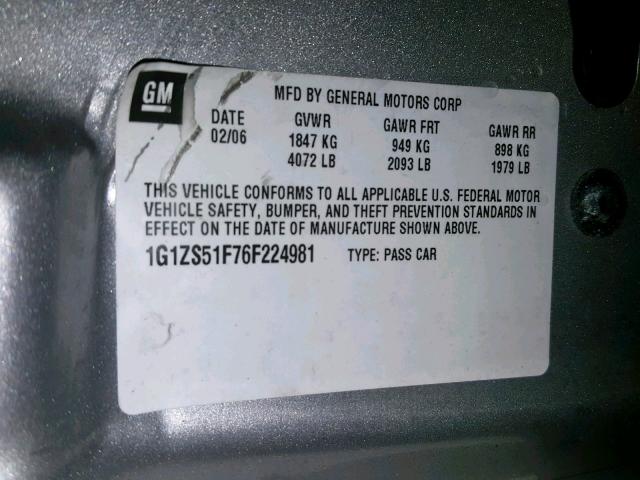 GM
MFD BY GENERAL MOTORS CORP
DATE GVWR GAWR FRT GAWR RR
02/06 1847 KG 949 KG 898 KG
4072 LB 2093 LB 1979 LB
THIS VEHICLE CONFORMS TO ALL APPLICABLE U.S. FEDERAL MOTOR
VEHICLE SAFETY, BUMPER, AND THEFT PREVENTION STANDARDS IN
EFFECT ON THE DATE OF MANUFACTURE SHOWN ABOVE.
1G1ZS51F76F224981 TYPE: PASS CAR